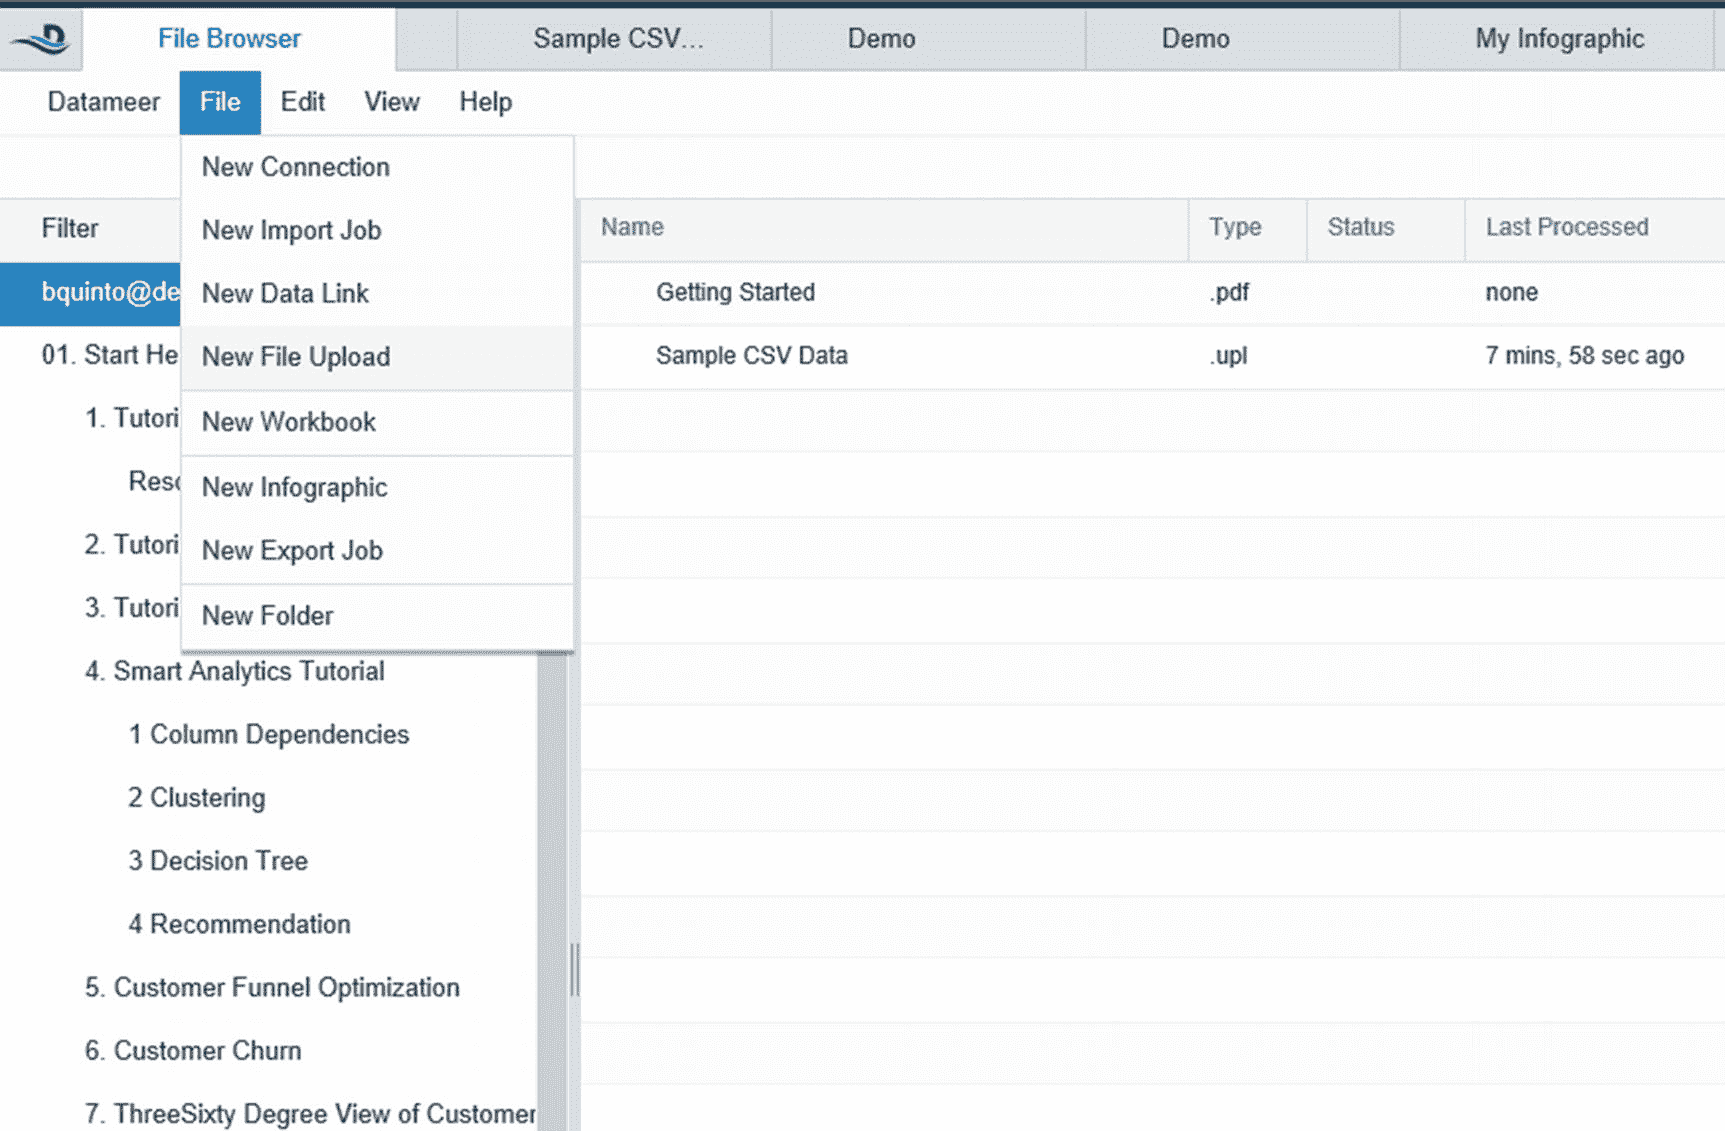 File Browser Sample CSV... Demo Demo My Infographic
Datameer File Edit View Help
New Connection
New Import Job
New Data Link
New File Upload
New Workbook
New Infographic
New Export Job
New Folder
Filter
bquinto@de
01. Start He
1. Tutori
Reso
2. Tutori
3. Tutori
4. Smart Analytics Tutorial
1 Column Dependencies
2 Clustering
3 Decision Tree
4 Recommendation
5. Customer Funnel Optimization
6. Customer Churn
7. ThreeSixty Degree View of Customer
Name Type Status Last Processed
Getting Started .pdf none
Sample CSV Data .upl 7 mins, 58 sec ago